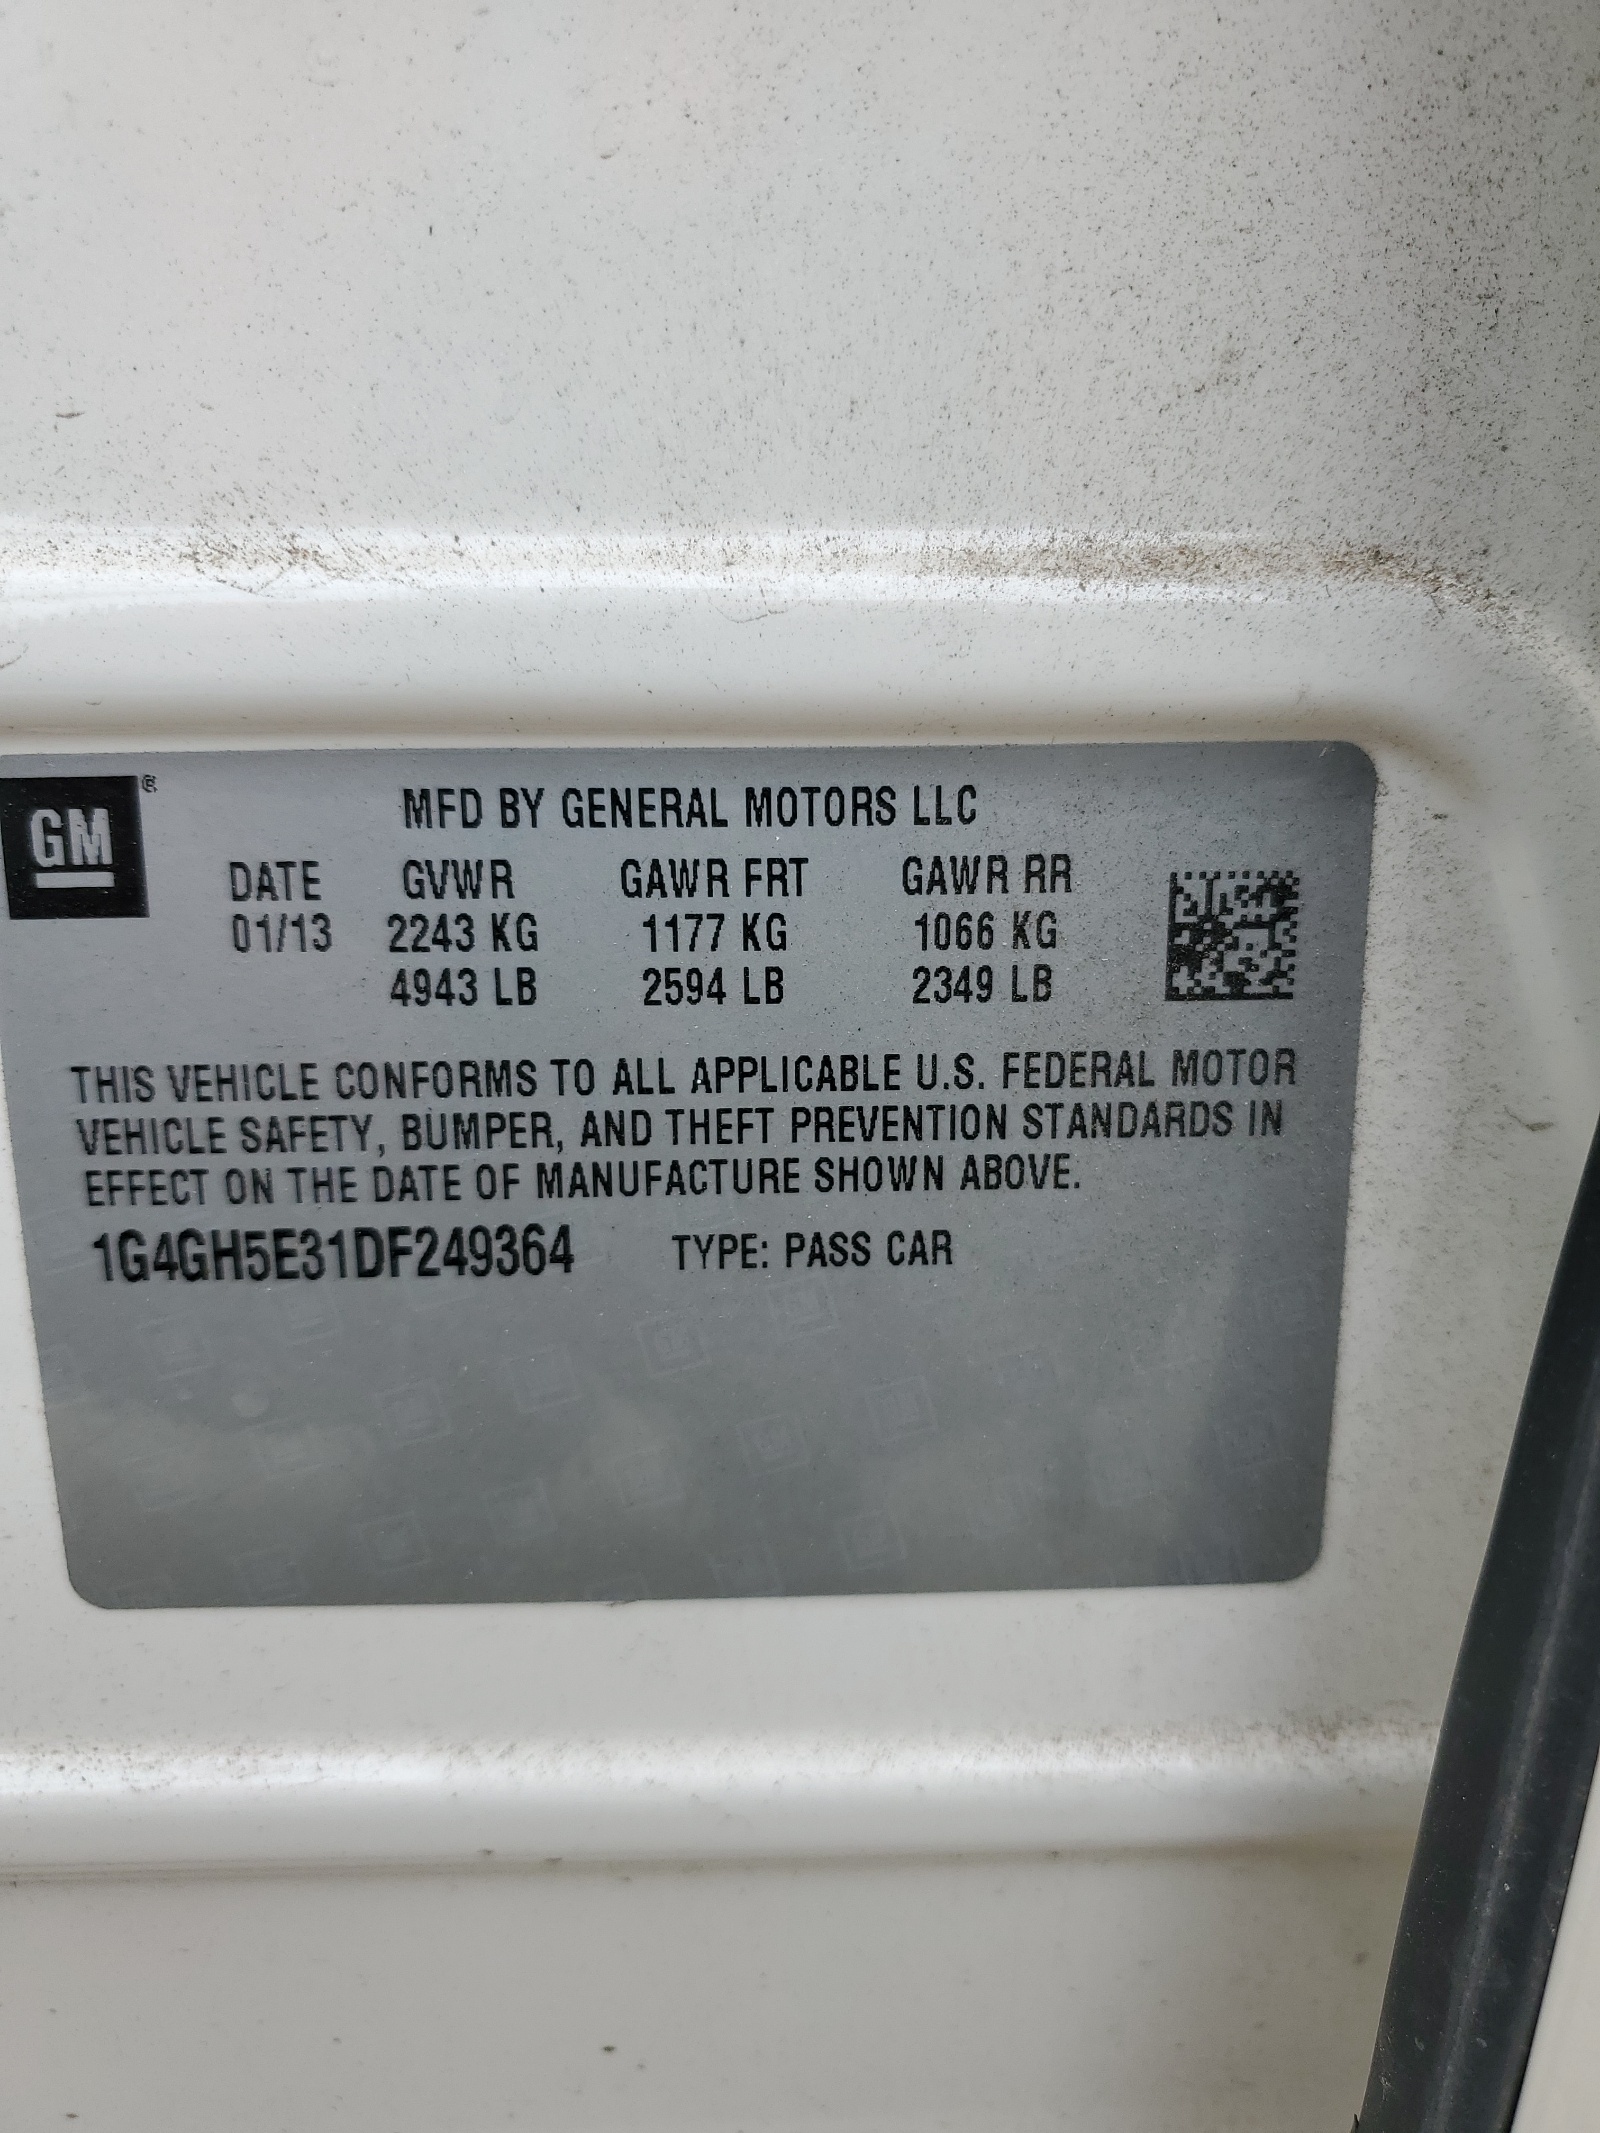 GM®
MFD BY GENERAL MOTORS LLC
DATE GVWR GAWR FRT GAWR RR
01/13 2243 KG 1177 KG 1066 KG
4943 LB 2594 LB 2349 LB
THIS VEHICLE CONFORMS TO ALL APPLICABLE U.S. FEDERAL MOTOR
VEHICLE SAFETY, BUMPER, AND THEFT PREVENTION STANDARDS IN
EFFECT ON THE DATE OF MANUFACTURE SHOWN ABOVE.
1G4GH5E31DF249364 TYPE: PASS CAR